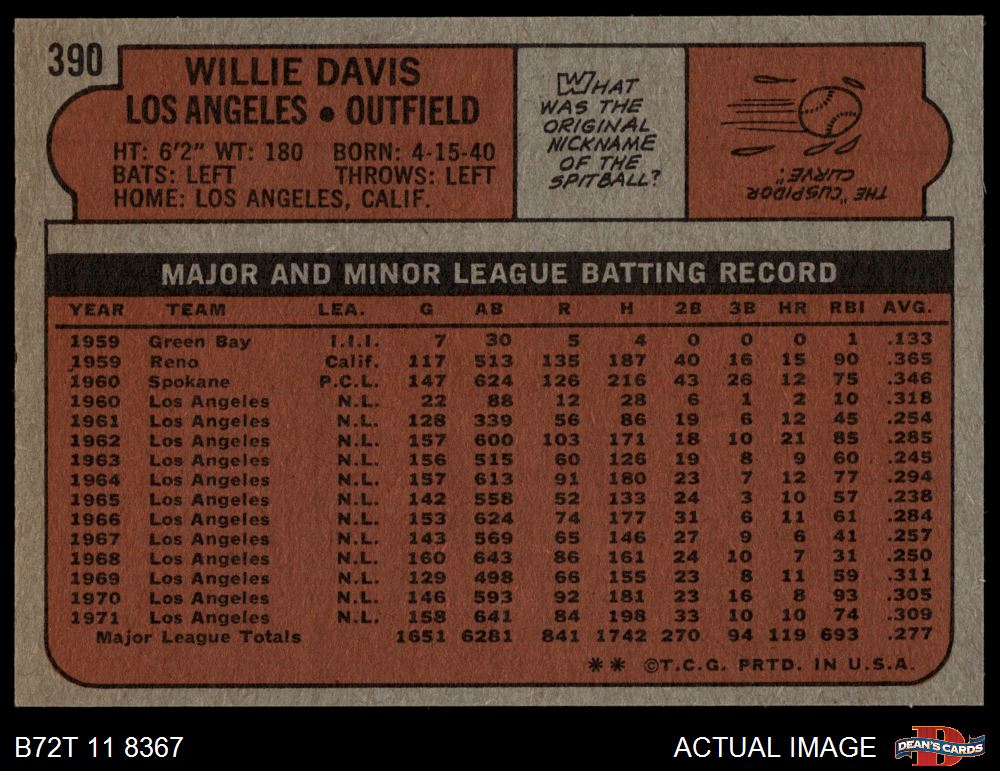 390
WILLIE DAVIS
LOS ANGELES • OUTFIELD
HT: 6'2" WT: 180 BORN: 4-15-40
BATS: LEFT THROWS: LEFT
HOME: LOS ANGELES, CALIF.
WHAT
WAS THE
ORIGINAL
NICKNAME
OF THE
SPITBALL?
THE "CUSPIDOR
CURVE".
MAJOR AND MINOR LEAGUE BATTING RECORD
YEAR TEAM LEA. G AB R H 2B 3B HR RBI AVG.
1959 Green Bay I.I.I. 7 30 5 4 0 0 0 1 .133
1959 Reno Calif. 117 513 135 187 40 16 15 90 .365
1960 Spokane P.C.L. 147 624 126 216 43 26 12 75 .346
1960 Los Angeles N.L. 22 88 12 28 6 1 2 10 .318
1961 Los Angeles N.L. 128 339 56 86 19 6 12 45 .254
1962 Los Angeles N.L. 157 600 103 171 18 10 21 85 .285
1963 Los Angeles N.L. 156 515 60 126 19 8 9 60 .245
1964 Los Angeles N.L. 157 613 91 180 23 7 12 77 .294
1965 Los Angeles N.L. 142 558 52 133 24 3 10 57 .238
1966 Los Angeles N.L. 153 624 74 177 31 6 11 61 .284
1967 Los Angeles N.L. 143 569 65 146 27 9 6 41 .257
1968 Los Angeles N.L. 160 643 86 161 24 10 7 31 .250
1969 Los Angeles N.L. 129 498 66 155 23 8 11 59 .311
1970 Los Angeles N.L. 146 593 92 181 23 16 8 93 .305
1971 Los Angeles N.L. 158 641 84 198 33 10 10 74 .309
Major League Totals 1651 6281 841 1742 270 94 119 693 .277
** ©T.C.G. PRTD. IN U.S.A.
B72T 11 8367
ACTUAL IMAGE
D
DEAN'S CARDS